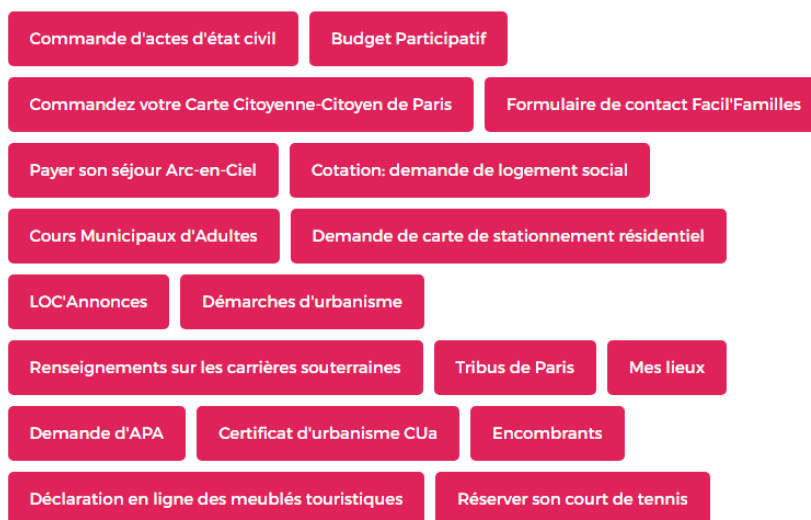 Commande d'actes d'état civil Budget Participatif
Commandez votre Carte Citoyenne-Citoyen de Paris Formulaire de contact Facil'Familles
Payer son séjour Arc-en-Ciel Cotation: demande de logement social
Cours Municipaux d'Adultes Demande de carte de stationnement résidentiel
LOC'Annonces Démarches d'urbanisme
Renseignements sur les carrières souterraines Tribus de Paris Mes lieux
Demande d'APA Certificat d'urbanisme CUa Encombrants
Déclaration en ligne des meublés touristiques Réserver son court de tennis